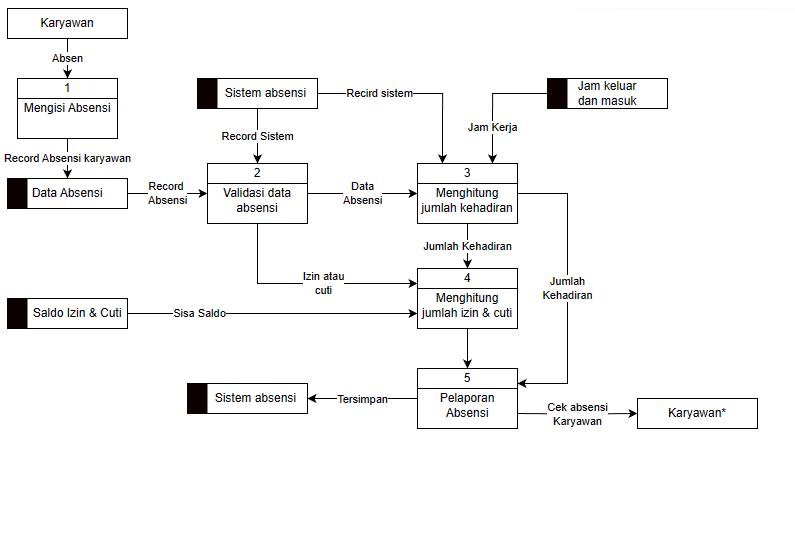 Karyawan
Absen
1
Mengisi Absensi
Record Absensi karyawan
Data Absensi
Record
Absensi
Sistem absensi
Record Sistem
Recird sistem
Jam keluar
dan masuk
Jam Kerja
2
Validasi data
absensi
Data
Absensi
3
Menghitung
jumlah kehadiran
Jumlah Kehadiran
Izin atau
cuti
Jumlah
Kehadiran
Saldo Izin & Cuti
Sisa Saldo
4
Menghitung
jumlah izin & cuti
5
Pelaporan
Absensi
Tersimpan
Sistem absensi
Cek absensi
Karyawan
Karyawan*